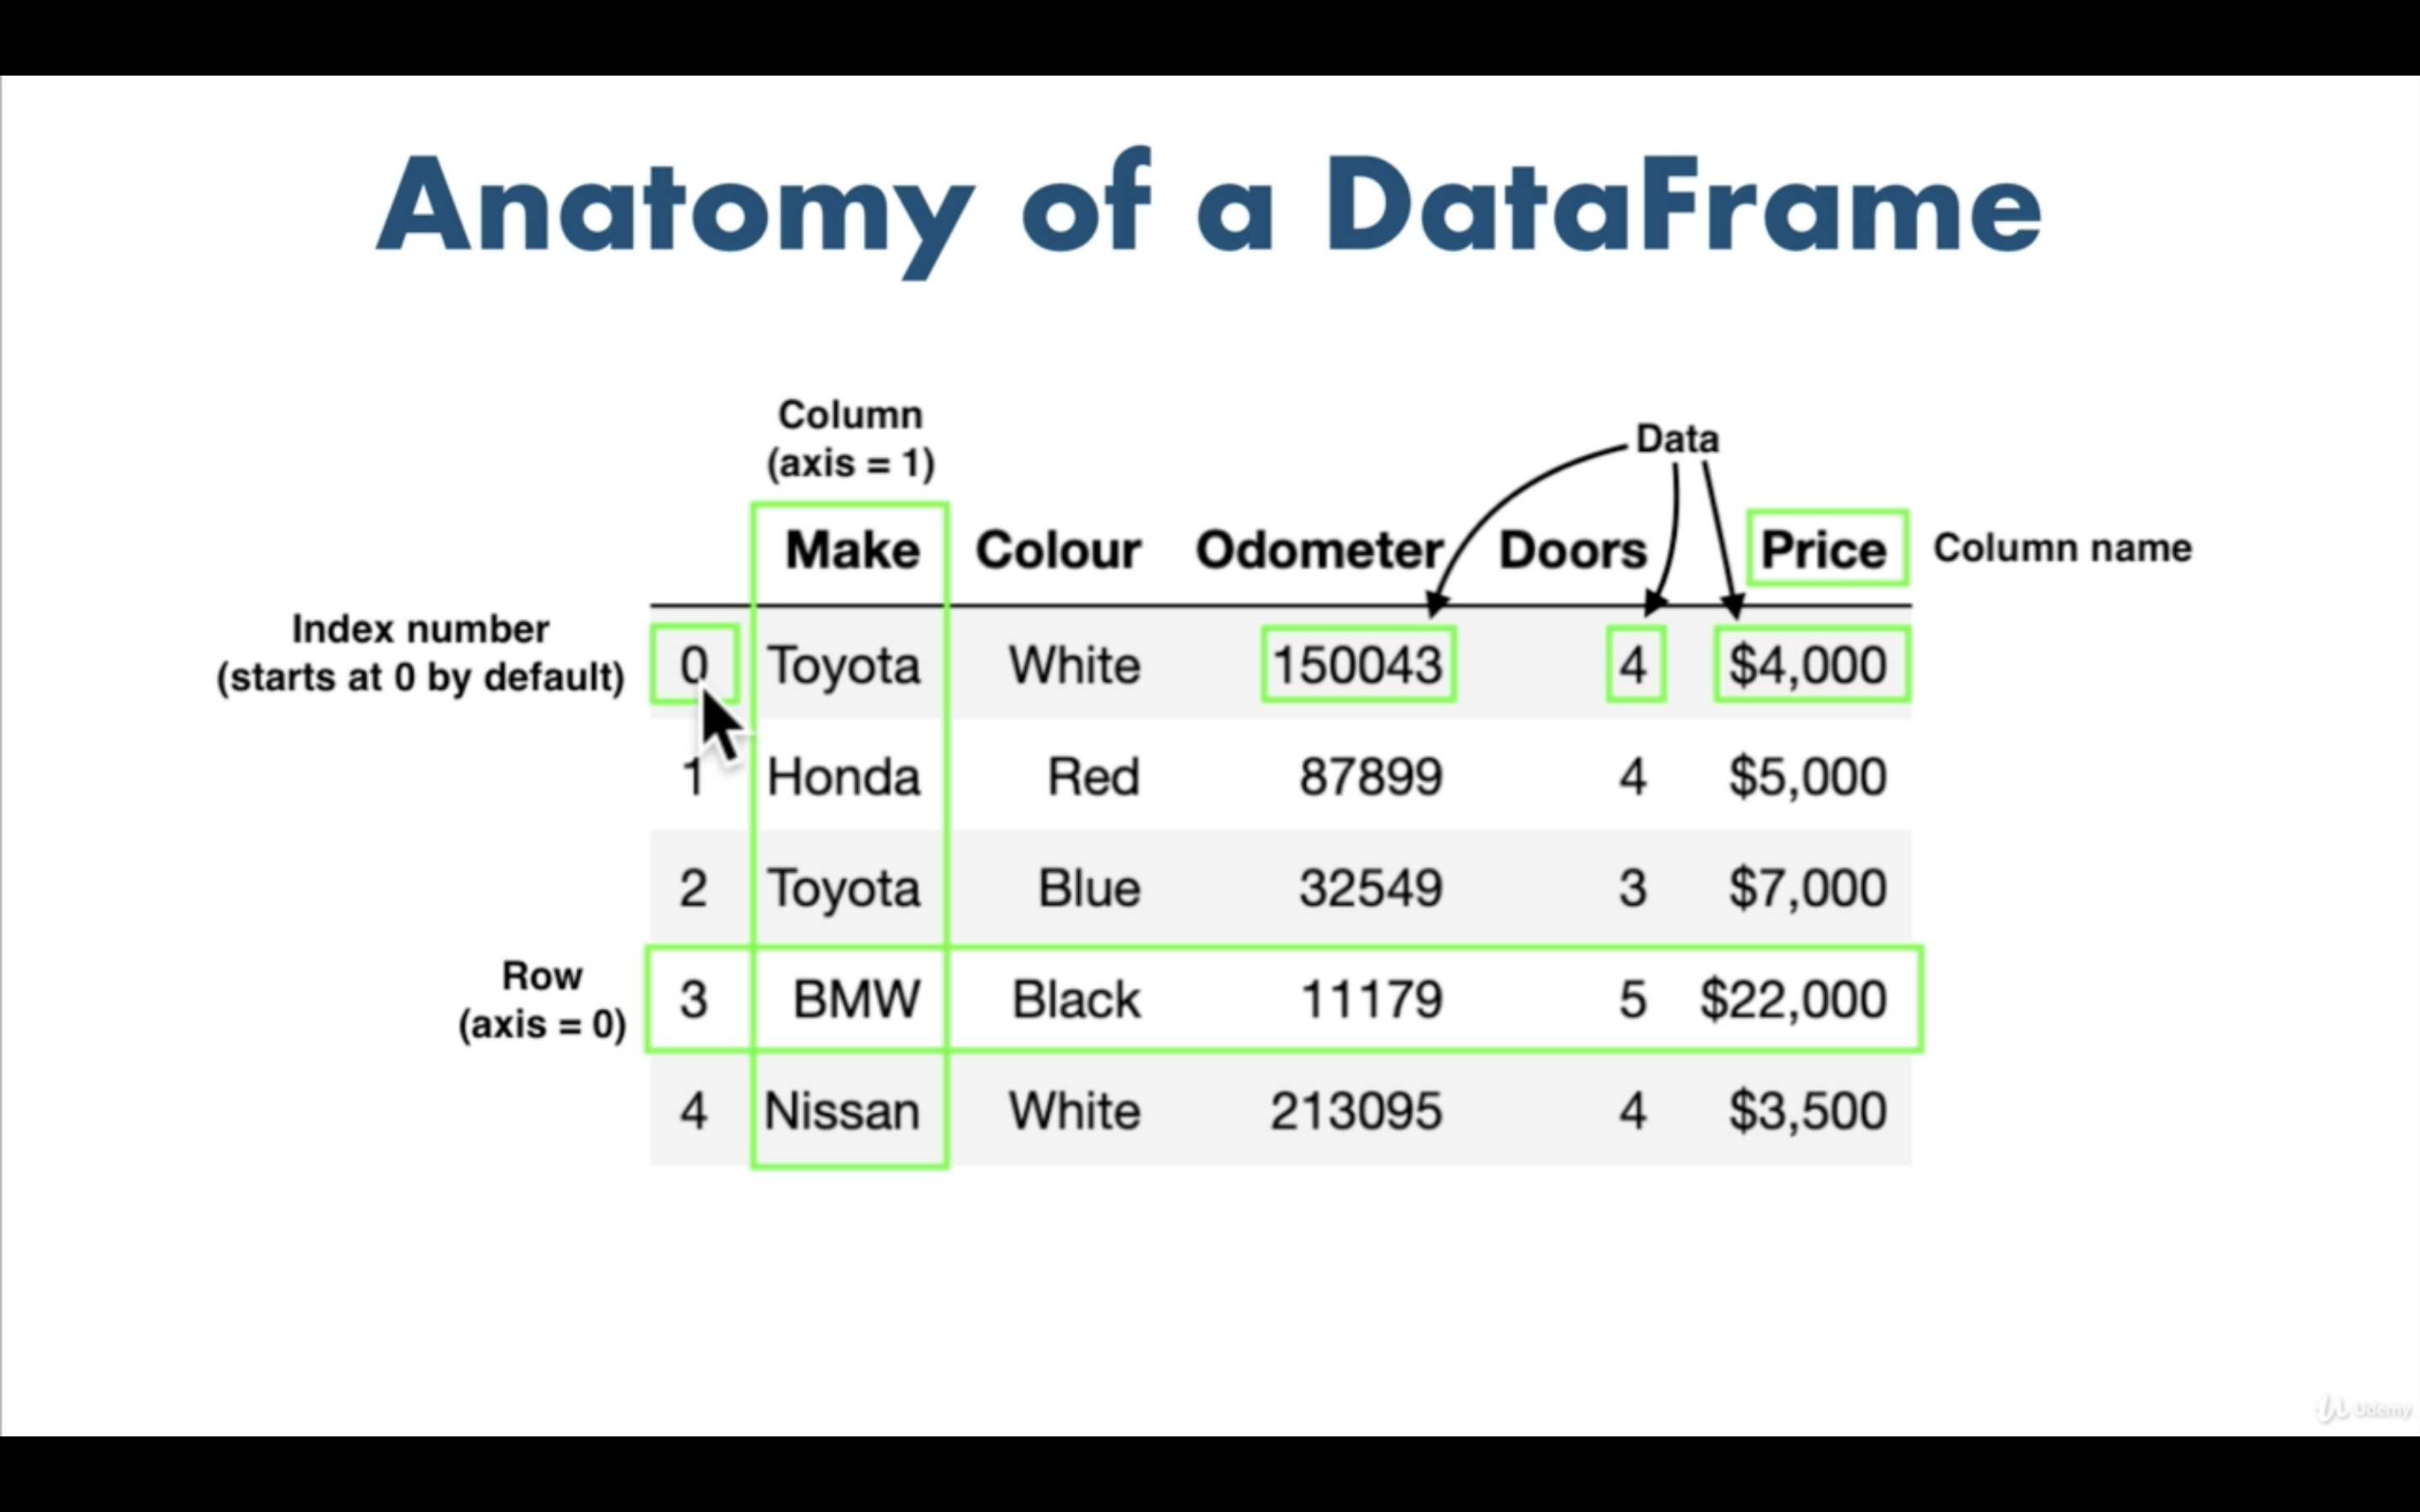 Anatomy of a DataFrame
Column
(axis = 1)
Data
Make Colour Odometer Doors Price Column name
Index number
(starts at 0 by default)
0 Toyota White 150043 4 $4,000
1 Honda Red 87899 4 $5,000
2 Toyota Blue 32549 3 $7,000
Row
(axis = 0)
3 BMW Black 11179 5 $22,000
4 Nissan White 213095 4 $3,500
Udemy